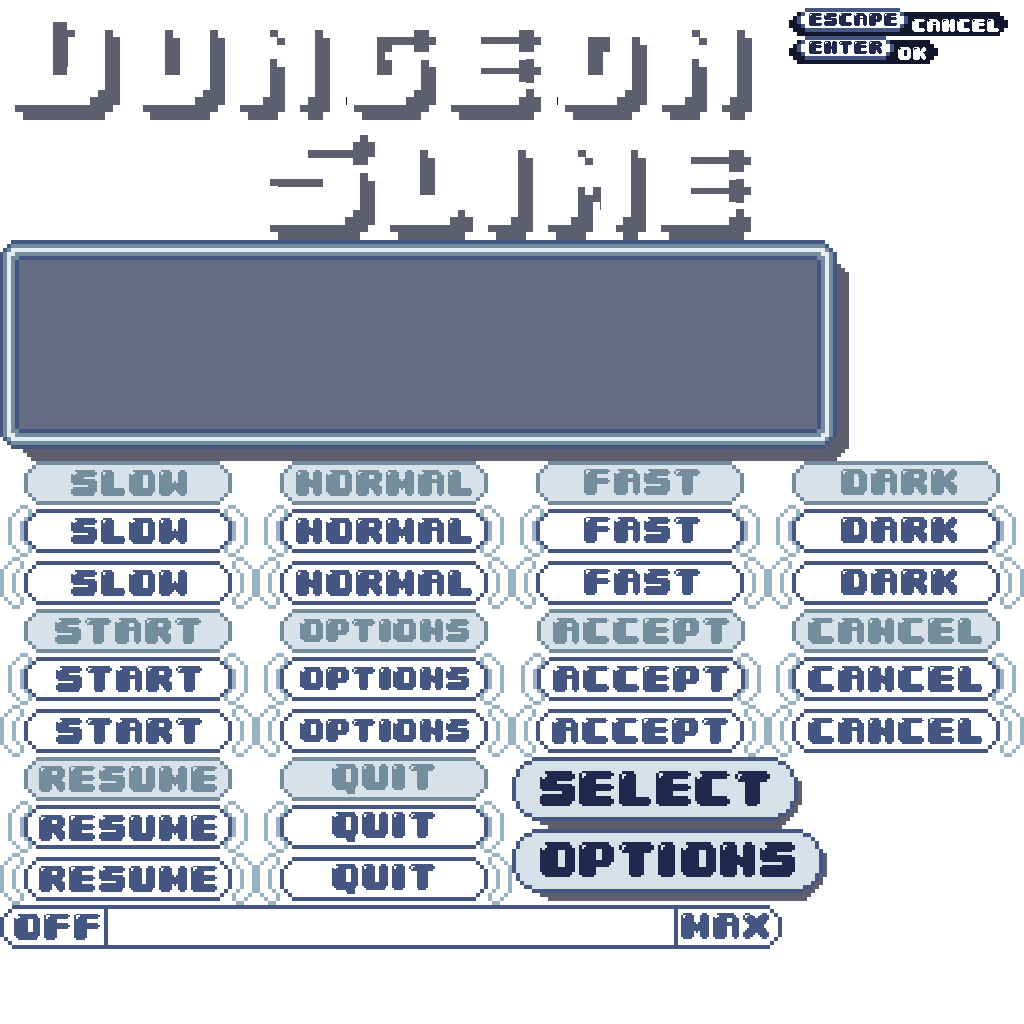 DUNGEON
SLIME
ESCAPE CANCEL
ENTER OK
SLOW NORMAL FAST DARK
SLOW NORMAL FAST DARK
SLOW NORMAL FAST DARK
START OPTIONS ACCEPT CANCEL
START OPTIONS ACCEPT CANCEL
START OPTIONS ACCEPT CANCEL
RESUME QUIT
SELECT
RESUME QUIT
OPTIONS
RESUME QUIT
OFF MAX